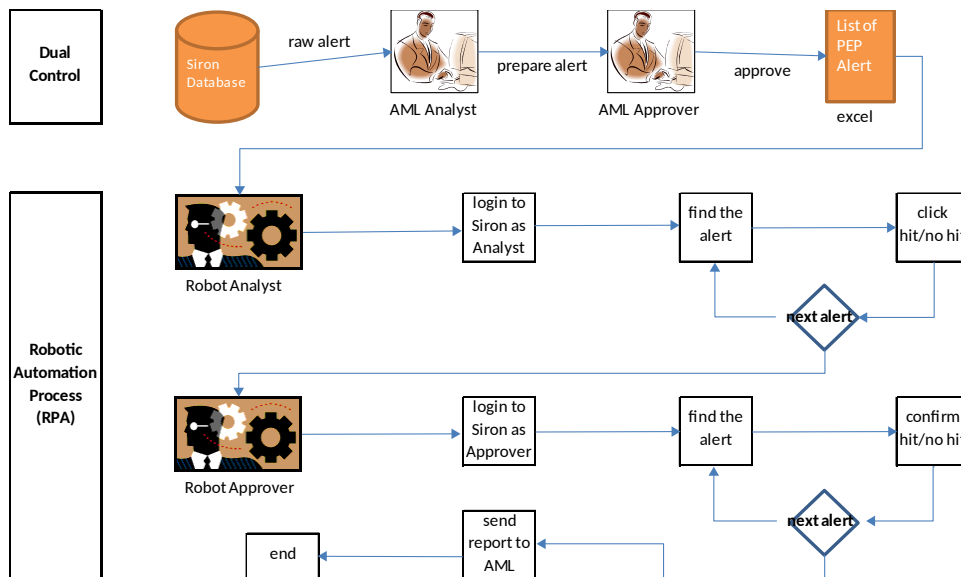 Dual
Control
Siron
Database
raw alert
AML Analyst
prepare alert
AML Approver
approve
List of
PEP
Alert
excel
Robotic
Automation
Process
(RPA)
Robot Analyst
login to
Siron as
Analyst
find the
alert
click
hit/no hit
next alert
Robot Approver
login to
Siron as
Approver
find the
alert
confirm
hit/no hit
next alert
send
report to
AML
end